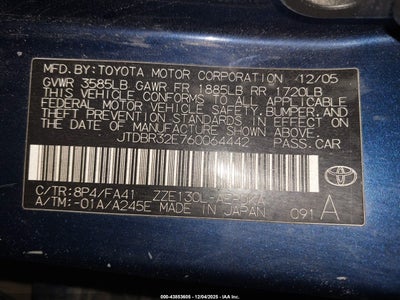 MFD.BY:TOYOTA MOTOR CORPORATION 12/05
GVWR 3585LB GAWR FR 1885LB RR 1720LB
THIS VEHICLE CONFORMS TO ALL APPLICABLE
FEDERAL MOTOR VEHICLE SAFETY, BUMPER, AND
THEFT PREVENTION STANDARDS IN EFFECT ON
THE DATE OF MANUFACTURE SHOWN ABOVE.
JTDBR32E760064442 PASS.CAR
C/TR:8P4/FA41 ZZE130L-
A/TM:-01A/A245E MADE IN JAPAN 091 A
TOYOTA
000-43853605 - 12/04/2025 - IAA, Inc.